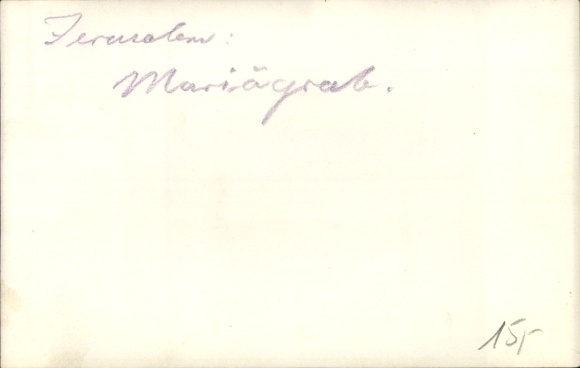 Jerusalem:
Mariägrab.
15,-